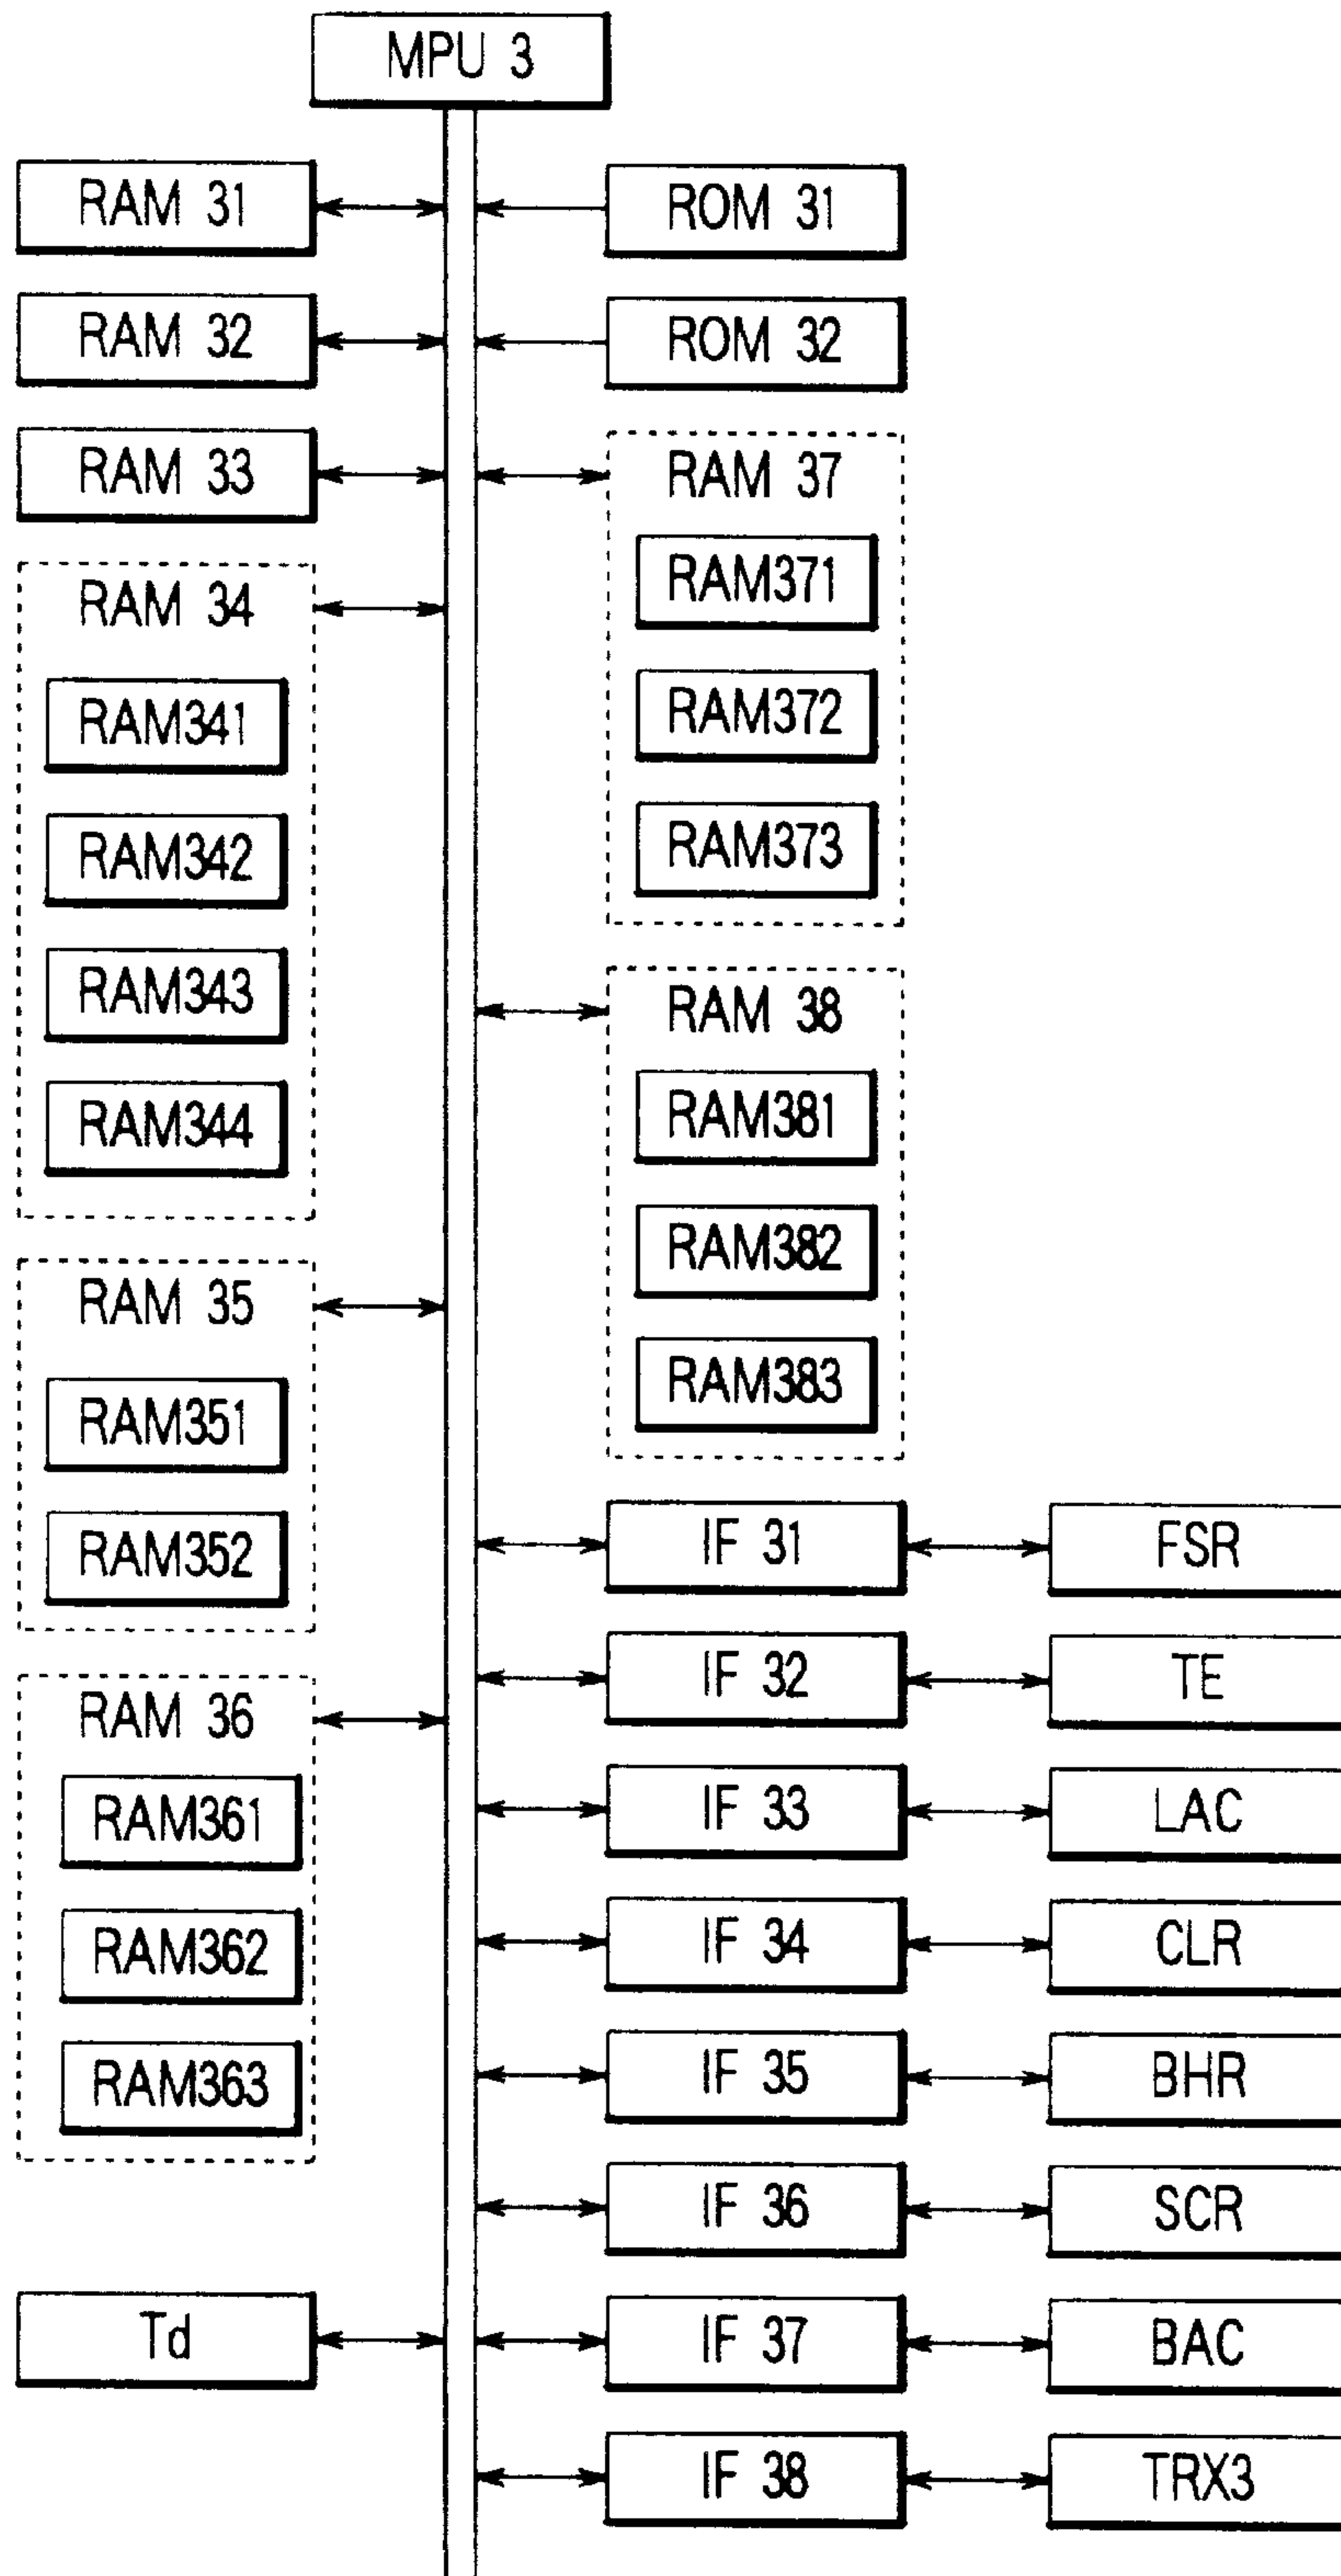 MPU 3
RAM 31
RAM 32
RAM 33
RAM 34
RAM341
RAM342
RAM343
RAM344
RAM 35
RAM351
RAM352
RAM 36
RAM361
RAM362
RAM363
Td
ROM 31
ROM 32
RAM 37
RAM371
RAM372
RAM373
RAM 38
RAM381
RAM382
RAM383
IF 31
FSR
IF 32
TE
IF 33
LAC
IF 34
CLR
IF 35
BHR
IF 36
SCR
IF 37
BAC
IF 38
TRX3